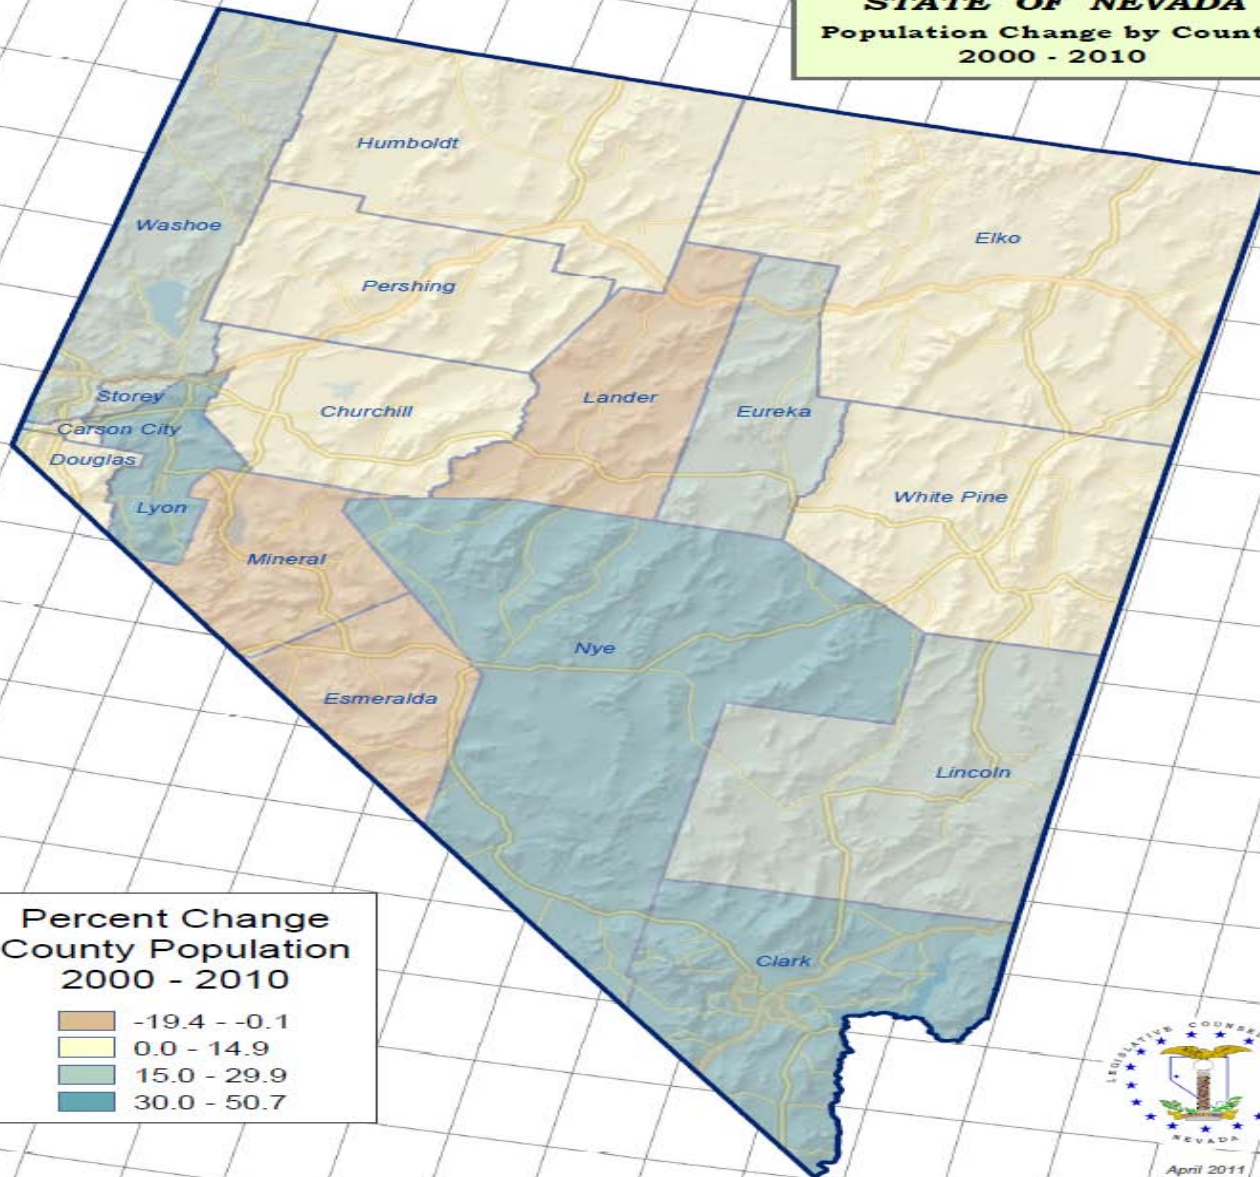 STATE OF NEVADA
Population Change by Count
2000 - 2010
Humboldt
Elko
Washoe
Pershing
Storey
Lander
Churchill
Eureka
Carson City
Douglas
White Pine
Lyon
Mineral
Nye
Esmeralda
Lincoln
Clark
Percent Change
County Population
2000 - 2010
-19.4 - -0.1
0.0 - 14.9
15.0 - 29.9
30.0 - 50.7
LEGISLATIVE COUNSE
NEVADA
April 2011